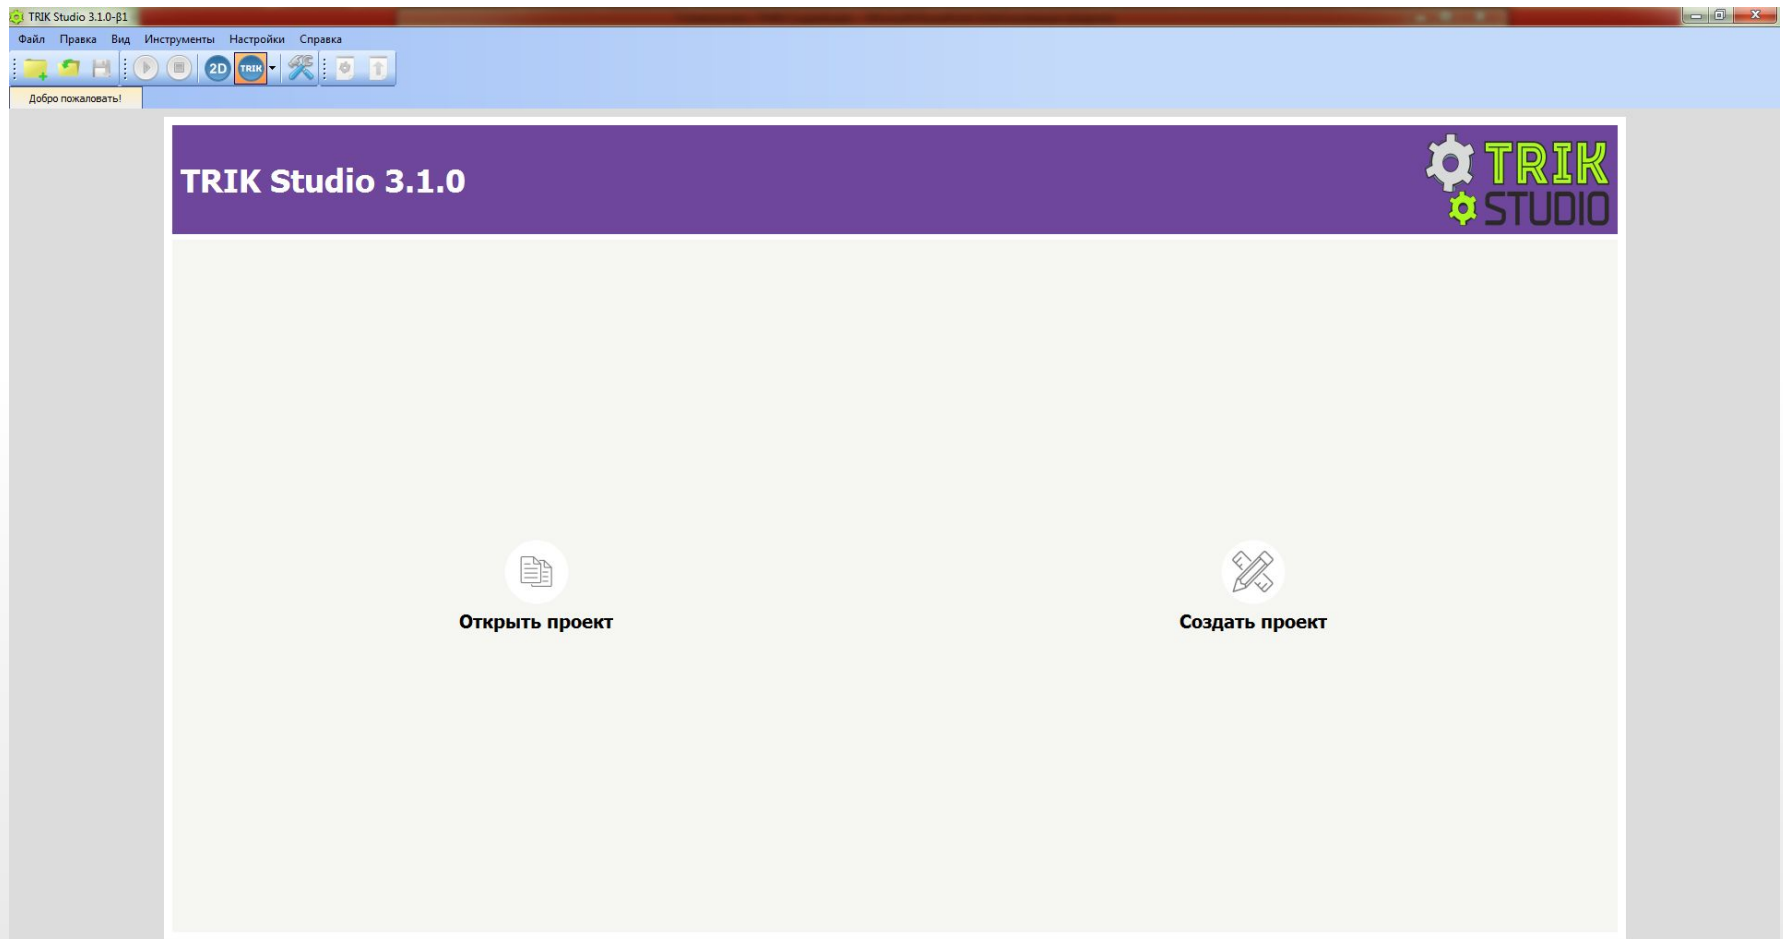 TRIK Studio 3.1.0-β1
Файл Правка Вид Инструменты Настройки Справка
2D TRIK
Добро пожаловать!
TRIK Studio 3.1.0
TRIK
STUDIO
Открыть проект
Создать проект